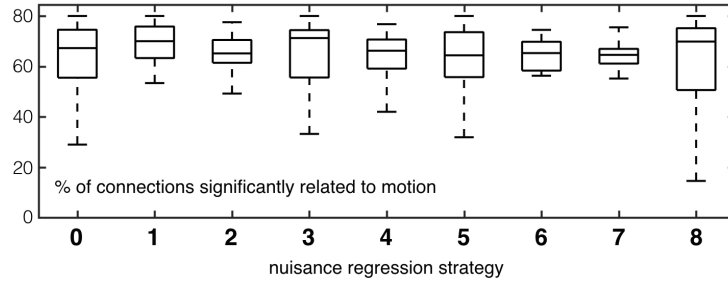 80
60
40
20
0
% of connections significantly related to motion
0 1 2 3 4 5 6 7 8
nuisance regression strategy